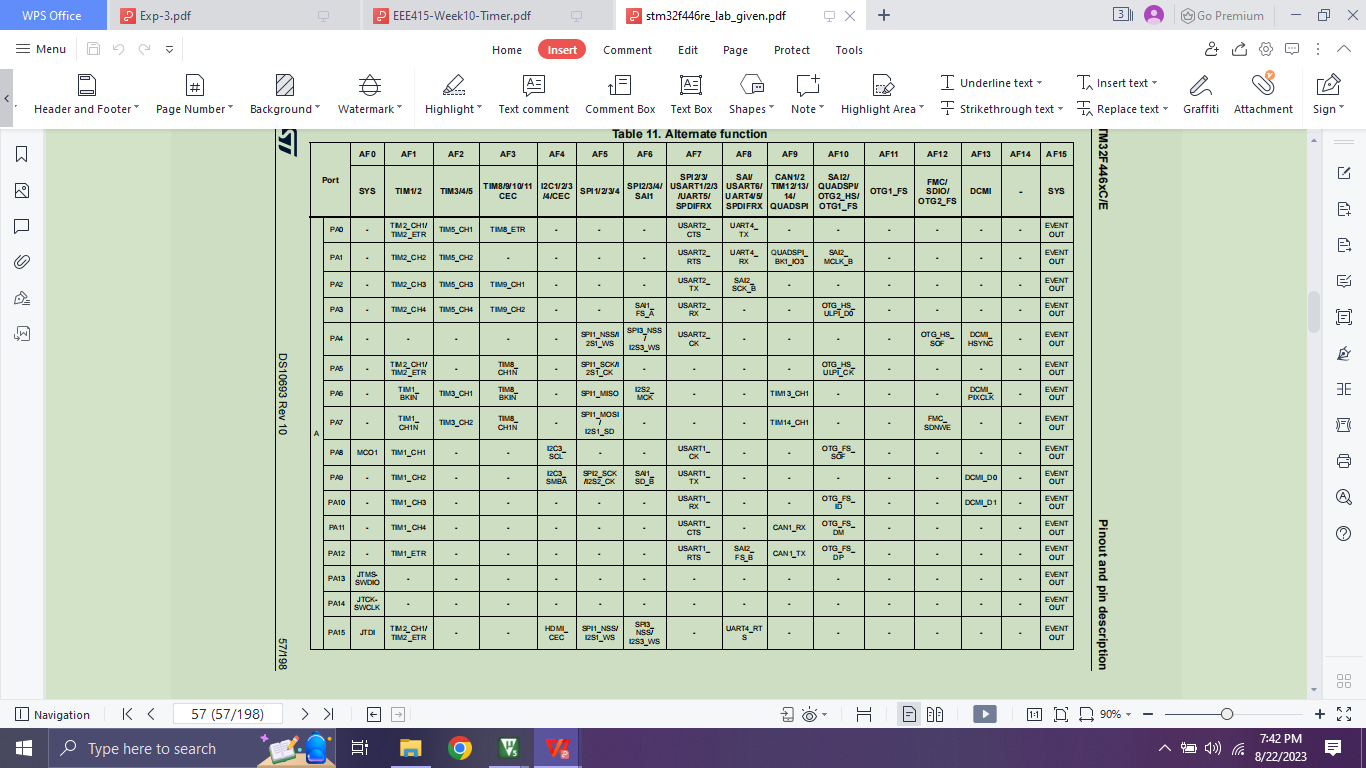 WPS Office
Exp-3.pdf
EEE415-Week10-Timer.pdf
stm32f446re_lab_given.pdf
3
Go Premium
Menu
Home
Insert
Comment
Edit
Page
Protect
Tools
Header and Footer
Page Number
Background
Watermark
Highlight
Text comment
Comment Box
Text Box
Shapes
Note
Highlight Area
Underline text
Strikethrough text
Insert text
Replace text
Graffiti
Attachment
Sign
Table 11. Alternate function
Port AF0 AF1 AF2 AF3 AF4 AF5 AF6 AF7 AF8 AF9 AF10 AF11 AF12 AF13 AF14 AF15
SYS TIM1/2 TIM3/4/5 TIM8/9/10/11 CEC I2C1/2/3 /4/CEC SPI1/2/3/4 SPI2/3/4/ SAI1 SPI2/3/ USART1/2/3 /UART5/ SPDIFRX SAI/ USART6/ UART4/5/ SPDIFRX CAN1/2 TIM12/13/ 14/ QUADSPI SAI2/ QUADSPI/ OTG2_HS/ OTG1_FS OTG1_FS FMC/ SDIO/ OTG2_FS DCMI - SYS
A
PA0 - TIM2_CH1/ TIM2_ETR TIM5_CH1 TIM8_ETR - - - USART2_ CTS UART4_ TX - - - - - - EVENT OUT
PA1 - TIM2_CH2 TIM5_CH2 - - - - USART2_ RTS UART4_ RX QUADSPI_ BK1_IO3 SAI2_ MCLK_B - - - - EVENT OUT
PA2 - TIM2_CH3 TIM5_CH3 TIM9_CH1 - - - USART2_ TX SAI2_ SCK_B - - - - - - EVENT OUT
PA3 - TIM2_CH4 TIM5_CH4 TIM9_CH2 - - SAI1_ FS_A USART2_ RX - - OTG_HS_ ULPI_D0 - - - - EVENT OUT
PA4 - - - - - SPI1_NSS/I 2S1_WS SPI3_NSS / I2S3_WS USART2_ CK - - - - OTG_HS_ SOF DCMI_ HSYNC - EVENT OUT
PA5 - TIM2_CH1/ TIM2_ETR - TIM8_ CH1N - SPI1_SCK/I 2S1_CK - - - - OTG_HS_ ULPI_CK - - - - EVENT OUT
PA6 - TIM1_ BKIN TIM3_CH1 TIM8_ BKIN - SPI1_MISO I2S2_ MCK - - TIM13_CH1 - - - DCMI_ PIXCLK - EVENT OUT
PA7 - TIM1_ CH1N TIM3_CH2 TIM8_ CH1N - SPI1_MOSI / I2S1_SD - - - TIM14_CH1 - - FMC_ SDNWE - - EVENT OUT
PA8 MCO1 TIM1_CH1 - - I2C3_ SCL - - USART1_ CK - - OTG_FS_ SOF - - - - EVENT OUT
PA9 - TIM1_CH2 - - I2C3_ SMBA SPI2_SCK /I2S2_CK SAI1_ SD_B USART1_ TX - - - - - DCMI_D0 - EVENT OUT
PA10 - TIM1_CH3 - - - - - USART1_ RX - - OTG_FS_ ID - - DCMI_D1 - EVENT OUT
PA11 - TIM1_CH4 - - - - - USART1_ CTS - CAN1_RX OTG_FS_ DM - - - - EVENT OUT
PA12 - TIM1_ETR - - - - - USART1_ RTS SAI2_ FS_B CAN1_TX OTG_FS_ DP - - - - EVENT OUT
PA13 JTMS- SWDIO - - - - - - - - - - - - - - EVENT OUT
PA14 JTCK- SWCLK - - - - - - - - - - - - - - EVENT OUT
PA15 JTDI TIM2_CH1/ TIM2_ETR - - HDMI_ CEC SPI1_NSS/ I2S1_WS SPI3_ NSS/ I2S3_WS - UART4_RT S - - - - - - EVENT OUT
DS10693 Rev 10
57/198
TM32F446xC/E
Pinout and pin description
Navigation
57 (57/198)
1:1
90%
Type here to search
7:42 PM
8/22/2023